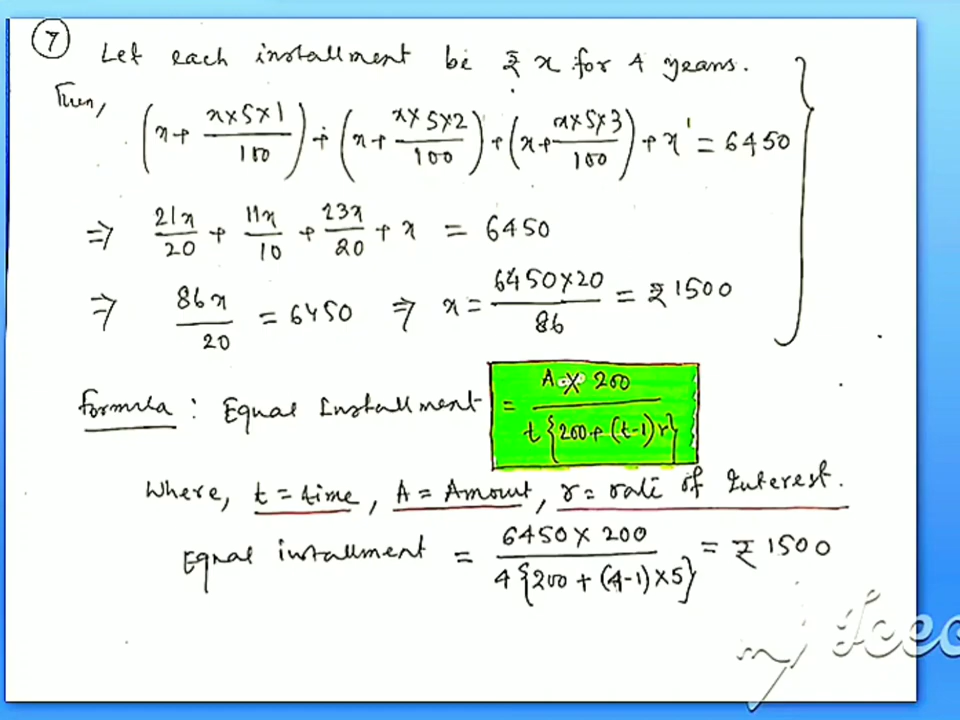 7 Let each installment be ₹ x for 4 years.
Then,
(x + x×5×1/100) + (x + x×5×2/100) + (x + x×5×3/100) + x = 6450
⇒ 21x/20 + 11x/10 + 23x/20 + x = 6450
⇒ 86x/20 = 6450 ⇒ x = 6450×20/86 = ₹ 1500
Formula : Equal Installment = A × 200 / t{200 + (t-1)r}
Where, t = time, A = Amount, r = rate of Interest.
Equal installment = 6450 × 200 / 4{200 + (4-1)×5} = ₹ 1500
my